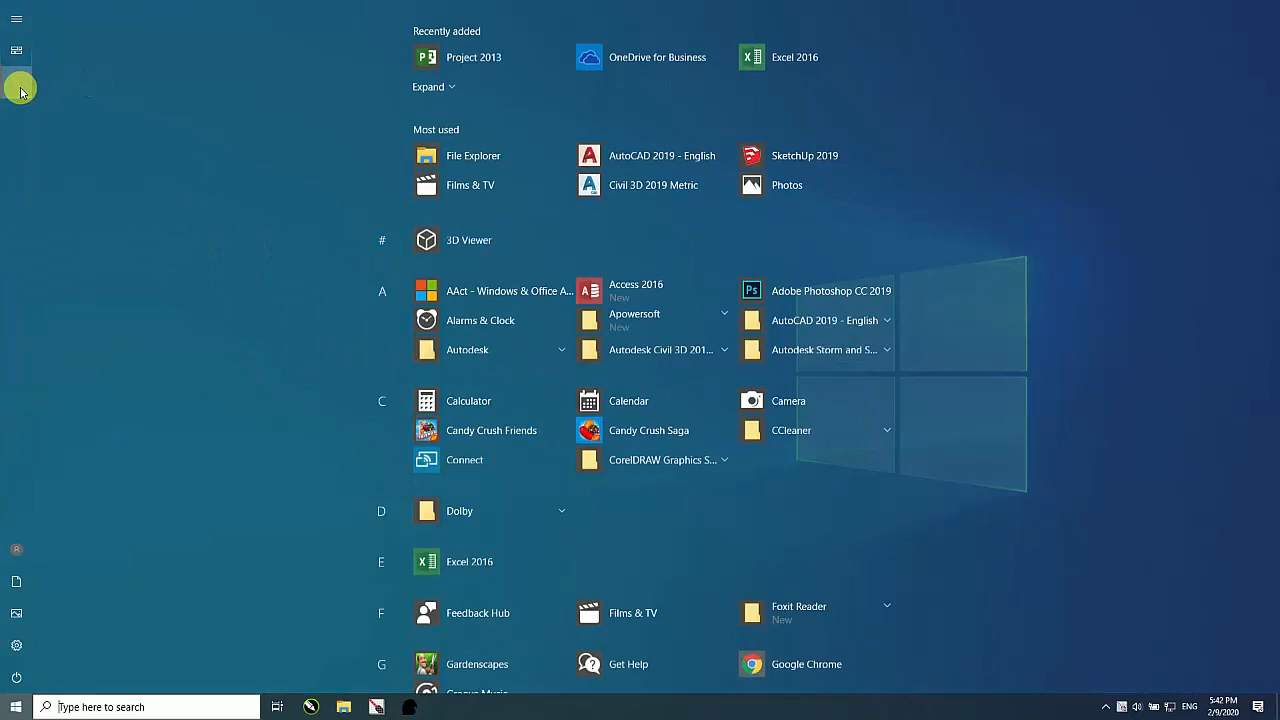 Recently added
Project 2013
OneDrive for Business
Excel 2016
Expand
Most used
File Explorer
AutoCAD 2019 - English
SketchUp 2019
Films & TV
Civil 3D 2019 Metric
Photos
#
3D Viewer
A
AAct - Windows & Office A...
Access 2016
New
Adobe Photoshop CC 2019
Alarms & Clock
Apowersoft
New
AutoCAD 2019 - English
Autodesk
Autodesk Civil 3D 201...
Autodesk Storm and S...
C
Calculator
Calendar
Camera
Candy Crush Friends
Candy Crush Saga
CCleaner
Connect
CorelDRAW Graphics S...
D
Dolby
E
Excel 2016
F
Feedback Hub
Films & TV
Foxit Reader
New
G
Gardenscapes
Get Help
Google Chrome
Groove Music
Type here to search
ENG
5:42 PM
2/9/2020